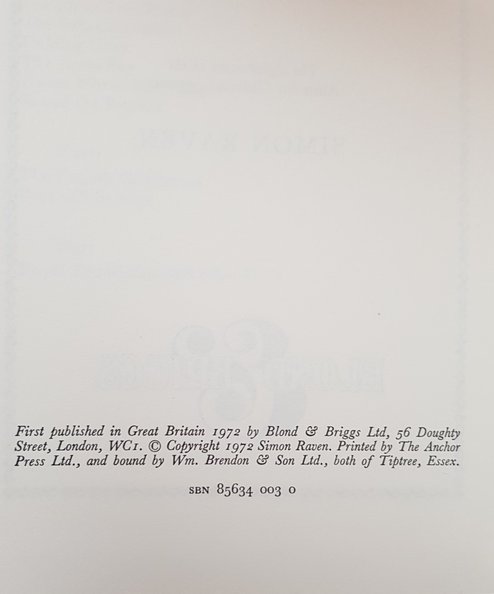 First published in Great Britain 1972 by Blond & Briggs Ltd, 56 Doughty
Street, London, WC1. © Copyright 1972 Simon Raven. Printed by The Anchor
Press Ltd., and bound by Wm. Brendon & Son Ltd., both of Tiptree, Essex.
SBN 85634 003 0